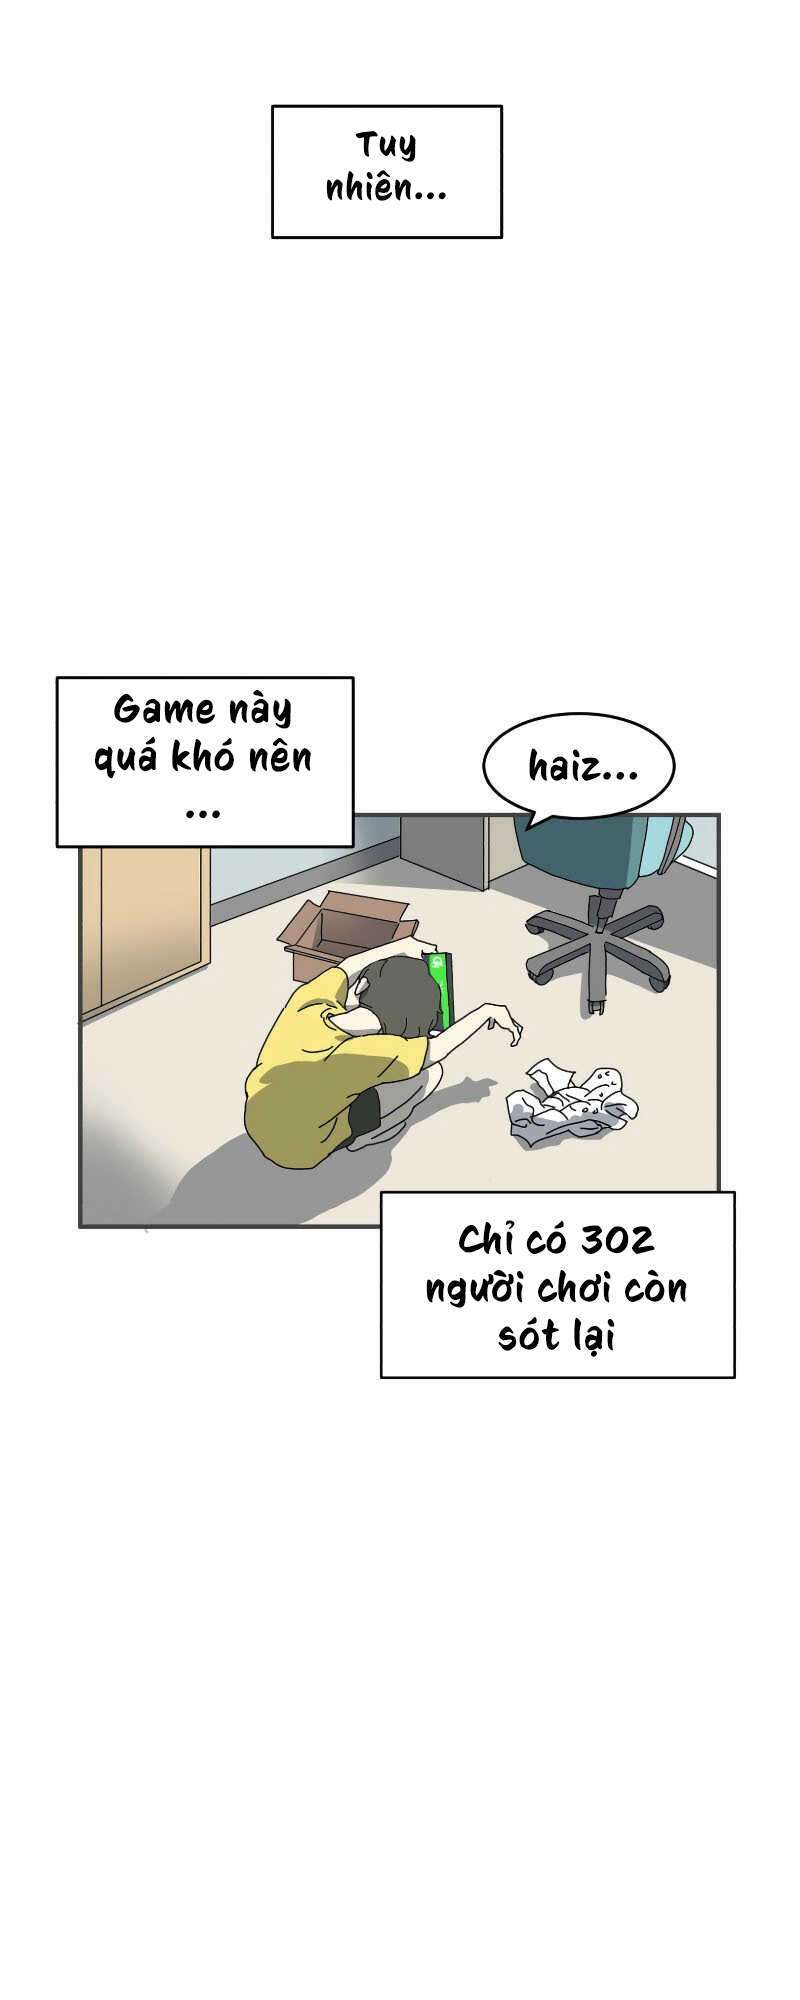 Tuy
nhiên...
Game này
quá khó nên
...
haiz...
Chỉ có 302
người chơi còn
sót lại